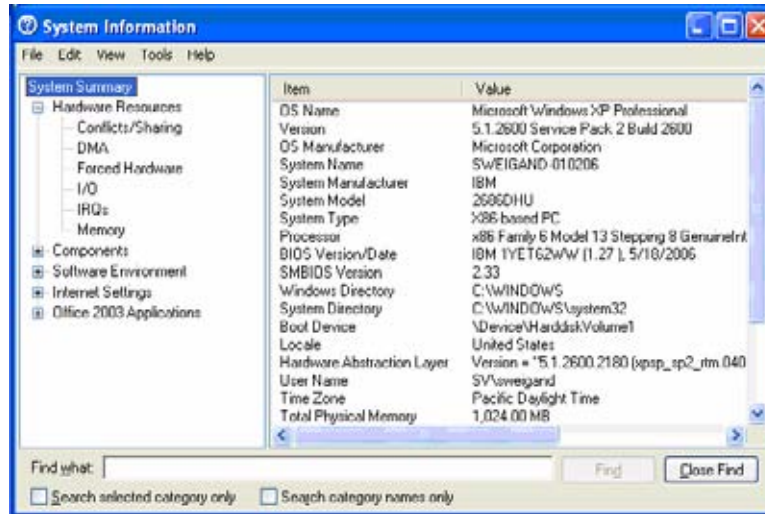 System Information
File Edit View Tools Help
System Summary
Hardware Resources
Conflicts/Sharing
DMA
Forced Hardware
I/O
IRQs
Memory
Components
Software Environment
Internet Settings
Office 2003 Applications
Item Value
OS Name Microsoft Windows XP Professional
Version 5.1.2600 Service Pack 2 Build 2600
OS Manufacturer Microsoft Corporation
System Name SWEIGAND-010206
System Manufacturer IBM
System Model 2686DHU
System Type X86-based PC
Processor x86 Family 6 Model 13 Stepping 8 GenuineInt
BIOS Version/Date IBM 1YET62WW (1.27 ), 5/18/2006
SMBIOS Version 2.33
Windows Directory C:\WINDOWS
System Directory C:\WINDOWS\system32
Boot Device \Device\HarddiskVolume1
Locale United States
Hardware Abstraction Layer Version = "5.1.2600.2180 (xpsp_sp2_rtm.040
User Name SV\sweigand
Time Zone Pacific Daylight Time
Total Physical Memory 1,024.00 MB
Find what: Find Close Find
Search selected category only Search category names only